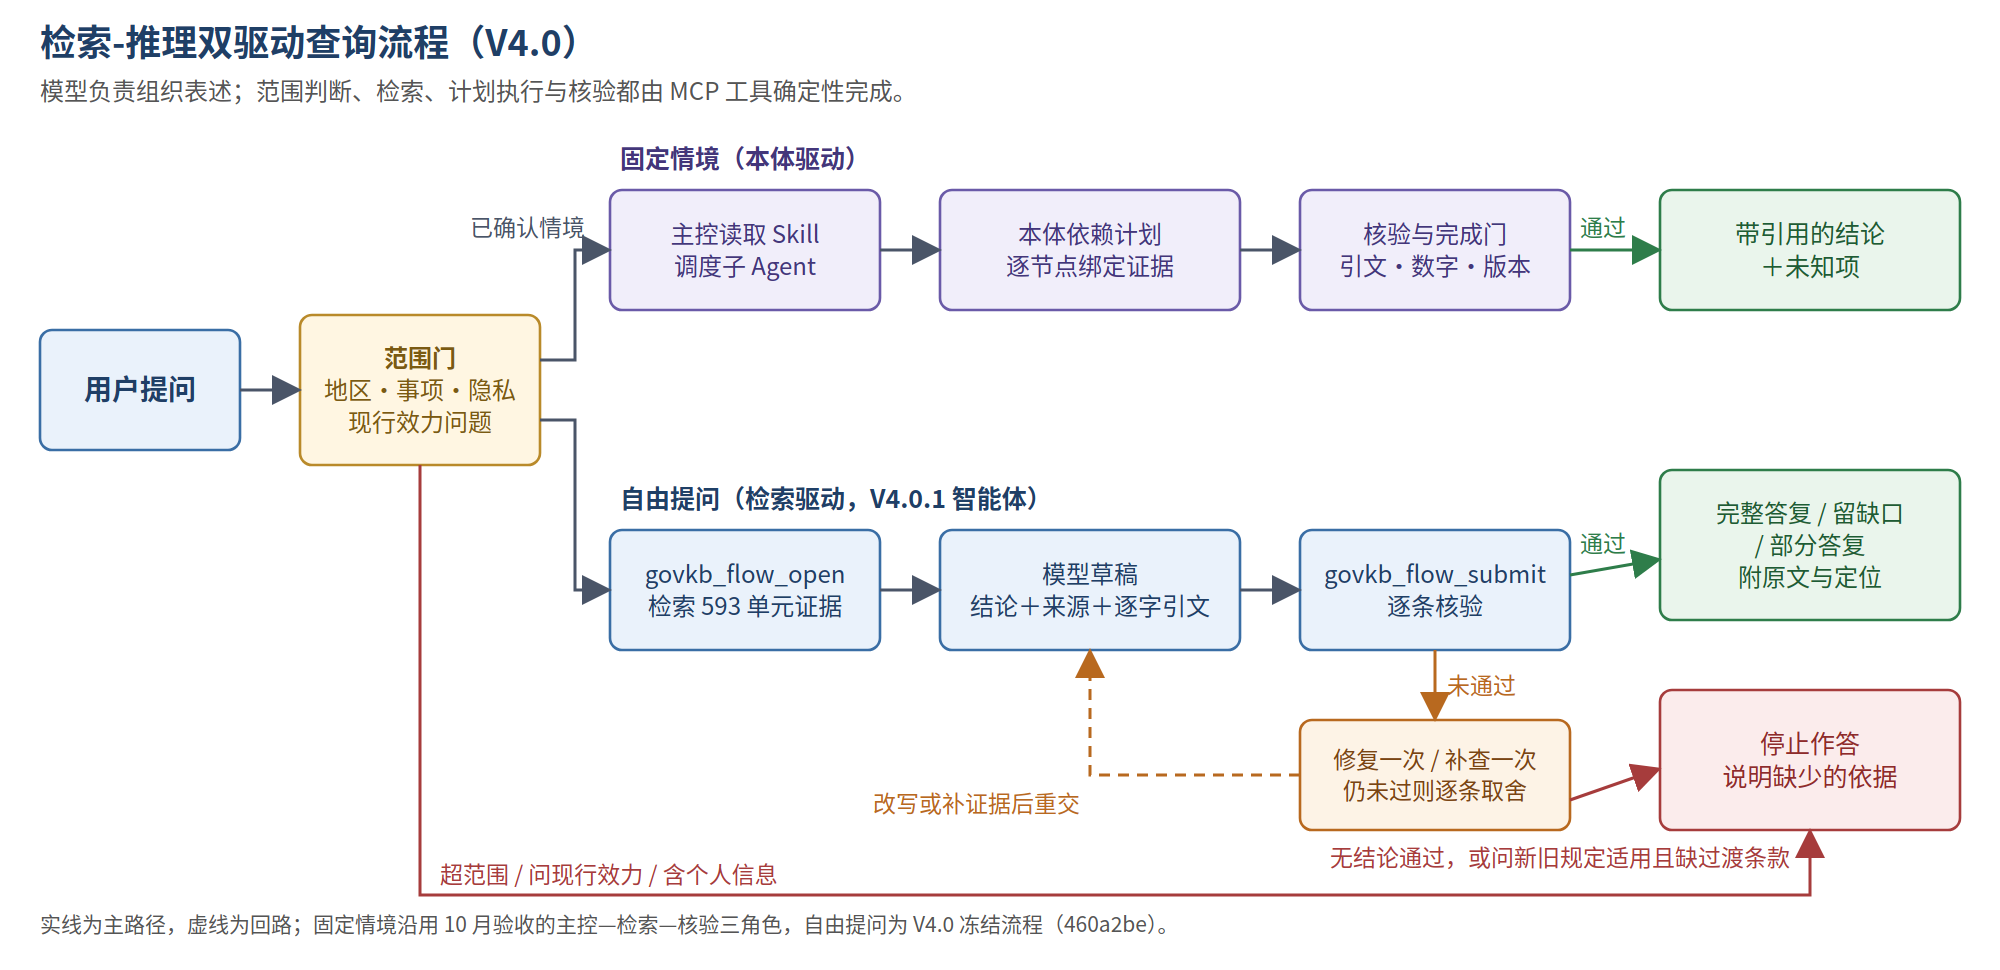 检索-推理双驱动查询流程（V4.0）
模型负责组织表述；范围判断、检索、计划执行与核验都由 MCP 工具确定性完成。
固定情境（本体驱动）
已确认情境
主控读取 Skill
调度子 Agent
本体依赖计划
逐节点绑定证据
核验与完成门
引文・数字・版本
通过
带引用的结论
＋未知项
用户提问
范围门
地区・事项・隐私
现行效力问题
自由提问（检索驱动，V4.0.1 智能体）
govkb_flow_open
检索 593 单元证据
模型草稿
结论＋来源＋逐字引文
govkb_flow_submit
逐条核验
通过
完整答复 / 留缺口
/ 部分答复
附原文与定位
未通过
修复一次 / 补查一次
仍未过则逐条取舍
改写或补证据后重交
停止作答
说明缺少的依据
无结论通过，或问新旧规定适用且缺过渡条款
超范围 / 问现行效力 / 含个人信息
实线为主路径，虚线为回路；固定情境沿用 10 月验收的主控—检索—核验三角色，自由提问为 V4.0 冻结流程（460a2be）。